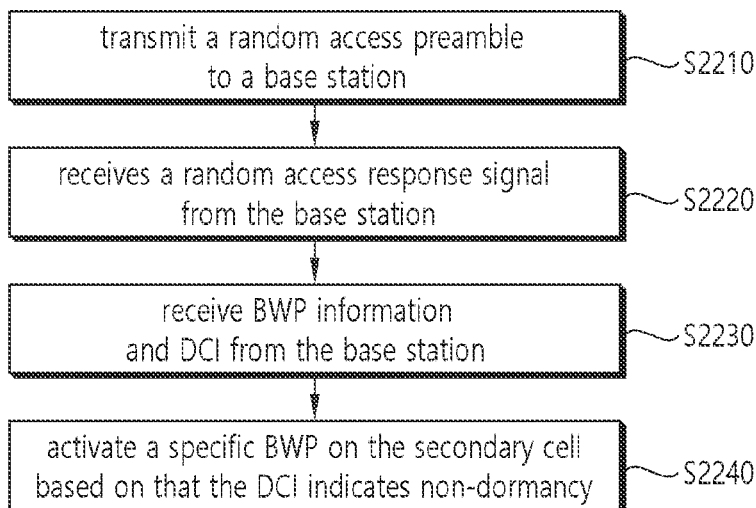 transmit a random access preamble
to a base station
S2210
receives a random access response signal
from the base station
S2220
receive BWP information
and DCI from the base station
S2230
activate a specific BWP on the secondary cell
based on that the DCI indicates non-dormancy
S2240